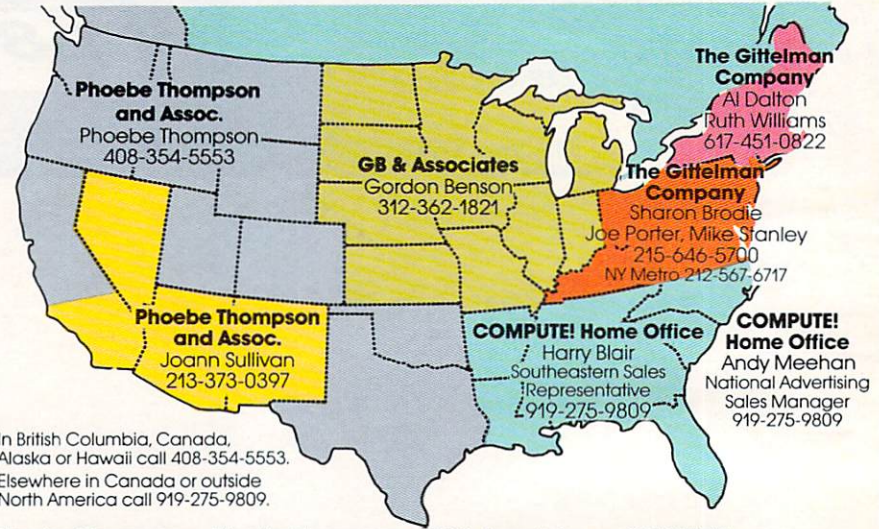 Phoebe Thompson
and Assoc.
Phoebe Thompson
408-354-5553
GB & Associates
Gordon Benson
312-362-1821
The Gittelman
Company
Al Dalton
Ruth Williams
617-451-0822
The Gittelman
Company
Sharon Brodie
Joe Porter, Mike Stanley
215-646-5700
NY Metro 212-567-6717
Phoebe Thompson
and Assoc.
Joann Sullivan
213-373-0397
COMPUTE! Home Office
Harry Blair
Southeastern Sales
Representative
919-275-9809
COMPUTE!
Home Office
Andy Meehan
National Advertising
Sales Manager
919-275-9809
In British Columbia, Canada,
Alaska or Hawaii call 408-354-5553.
Elsewhere in Canada or outside
North America call 919-275-9809.